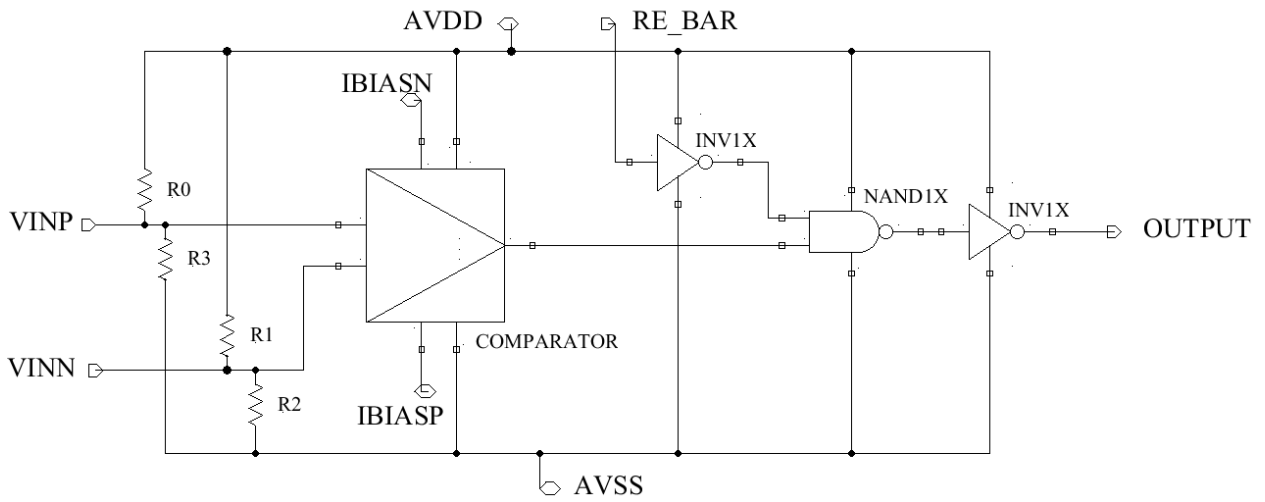 AVDD
RE_BAR
IBIASN
INV1X
R0
NAND1X
VINP
INV1X
OUTPUT
R3
R1
COMPARATOR
VINN
R2
IBIASP
AVSS